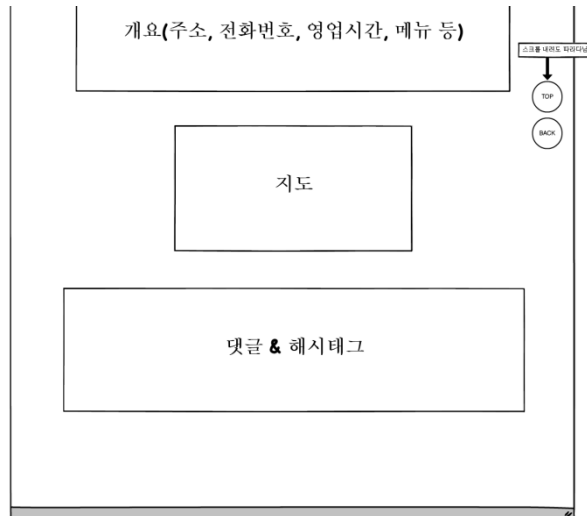 개요(주소, 전화번호, 영업시간, 메뉴 등)
스크롤 내려도 따라다님
TOP
BACK
지도
댓글 & 해시태그